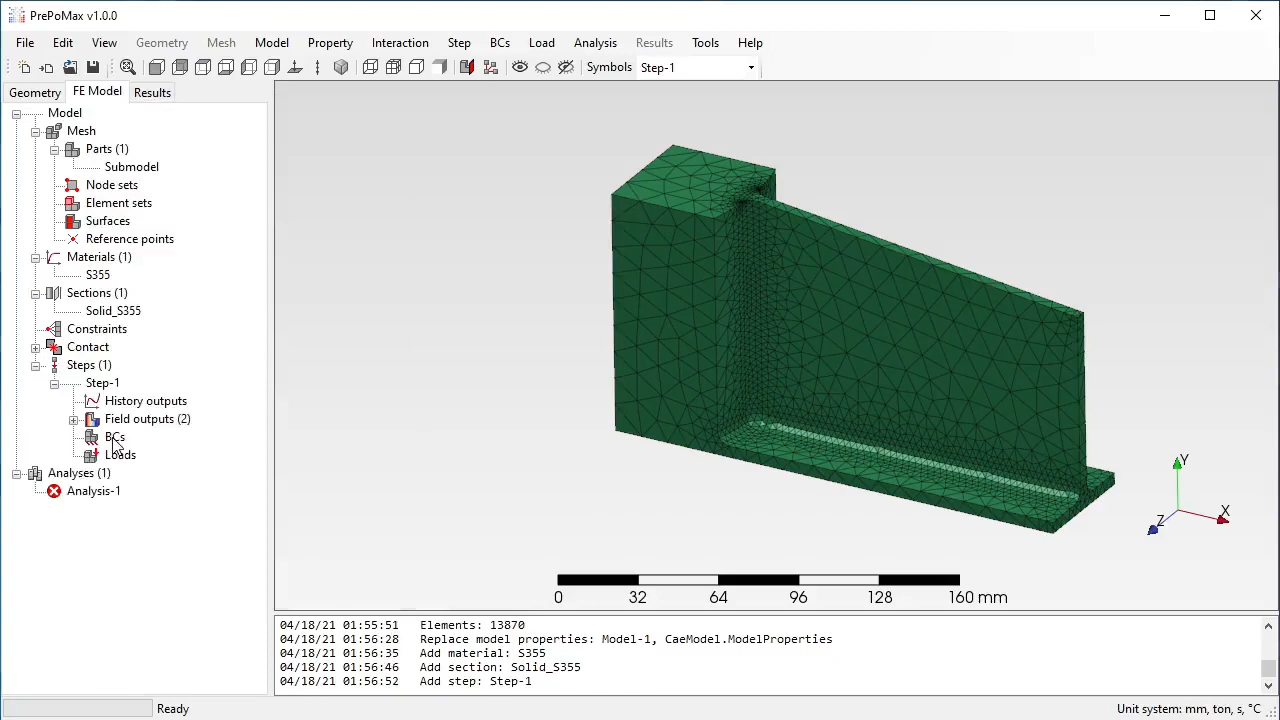 PrePoMax v1.0.0
File Edit View Geometry Mesh Model Property Interaction Step BCs Load Analysis Results Tools Help
Symbols Step-1
Geometry FE Model Results
Model
Mesh
Parts (1)
Submodel
Node sets
Element sets
Surfaces
Reference points
Materials (1)
S355
Sections (1)
Solid_S355
Constraints
Contact
Steps (1)
Step-1
History outputs
Field outputs (2)
BCs
Loads
Analyses (1)
Analysis-1
Y
X
Z
0 32 64 96 128 160 mm
04/18/21 01:55:51 Elements: 13870
04/18/21 01:56:28 Replace model properties: Model-1, CaeModel.ModelProperties
04/18/21 01:56:35 Add material: S355
04/18/21 01:56:46 Add section: Solid_S355
04/18/21 01:56:52 Add step: Step-1
Ready
Unit system: mm, ton, s, °C